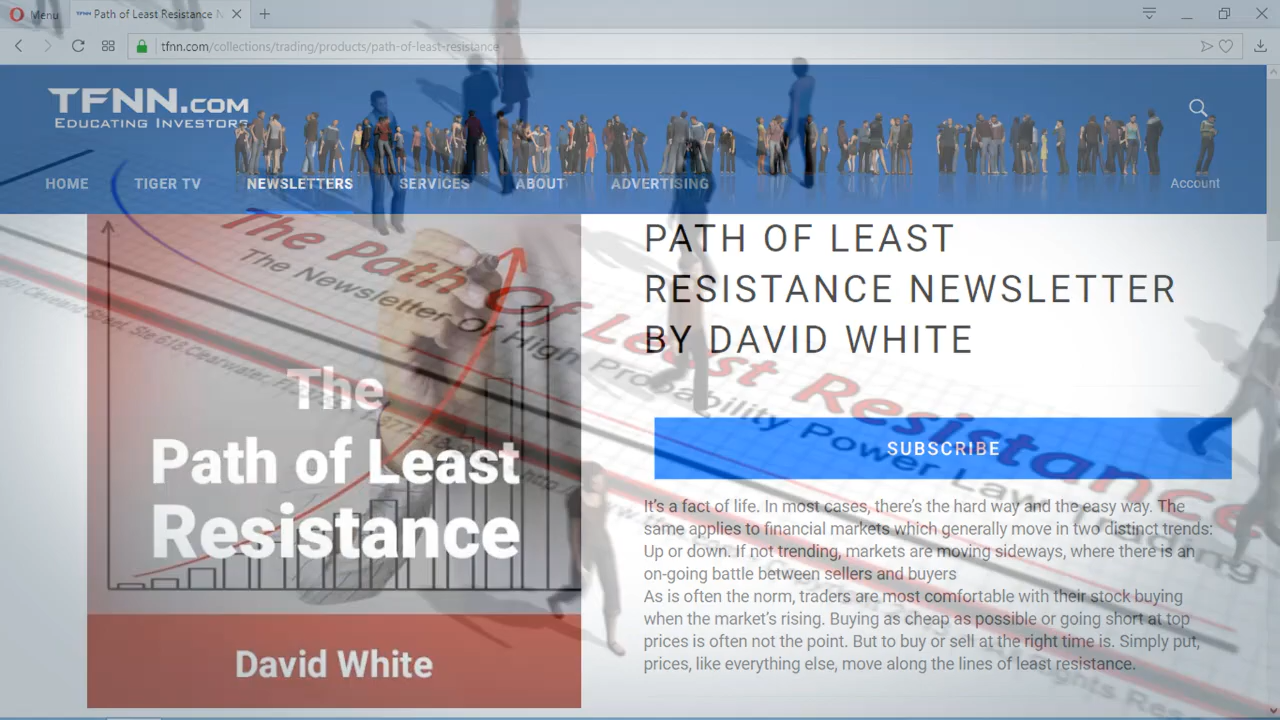 Menu
Path of Least Resistance N
tfnn.com/collections/trading/products/path-of-least-resistance
TFNN.COM
EDUCATING INVESTORS
HOME
TIGER TV
NEWSLETTERS
SERVICES
ABOUT
ADVERTISING
Account
The Path Of Least Resistance
The Newsletter Of High Probability Power Law
The
Path of Least
Resistance
David White
PATH OF LEAST
RESISTANCE NEWSLETTER
BY DAVID WHITE
SUBSCRIBE
It's a fact of life. In most cases, there's the hard way and the easy way. The
same applies to financial markets which generally move in two distinct trends:
Up or down. If not trending, markets are moving sideways, where there is an
on-going battle between sellers and buyers
As is often the norm, traders are most comfortable with their stock buying
when the market's rising. Buying as cheap as possible or going short at top
prices is often not the point. But to buy or sell at the right time is. Simply put,
prices, like everything else, move along the lines of least resistance.